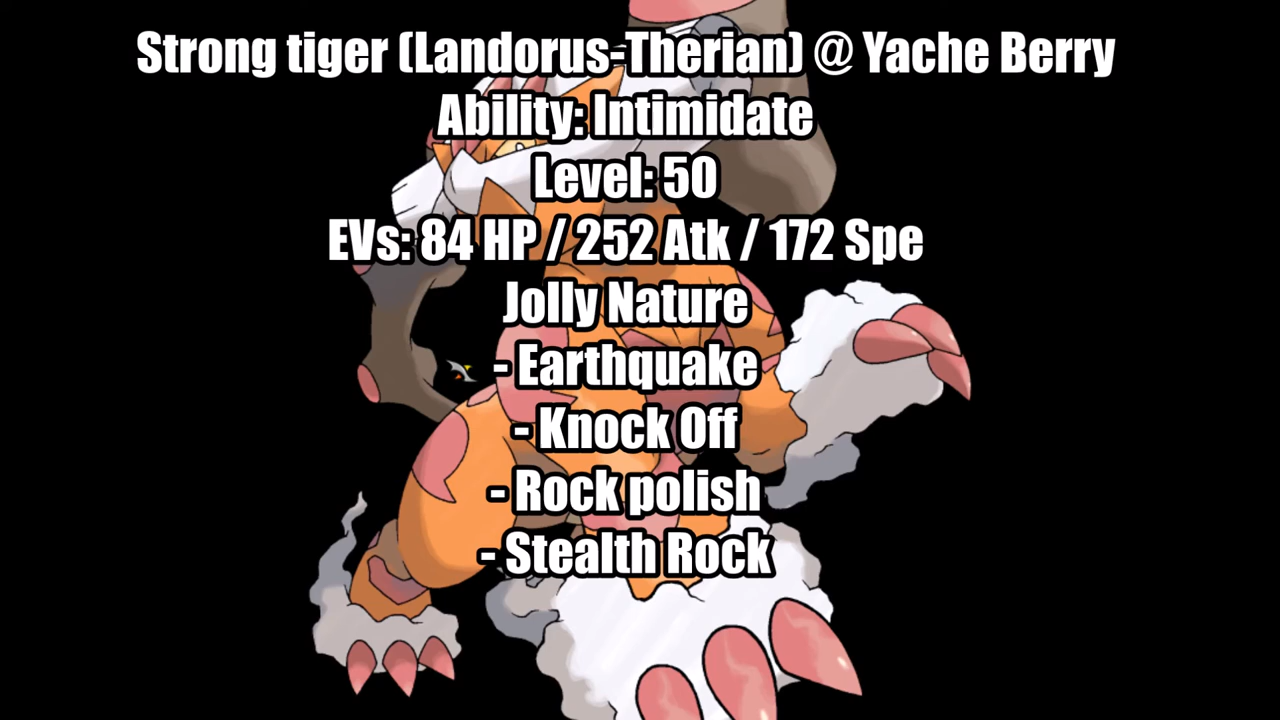 Strong tiger (Landorus-Therian) @ Yache Berry
Ability: Intimidate
Level: 50
EVs: 84 HP / 252 Atk / 172 Spe
Jolly Nature
- Earthquake
- Knock Off
- Rock polish
- Stealth Rock